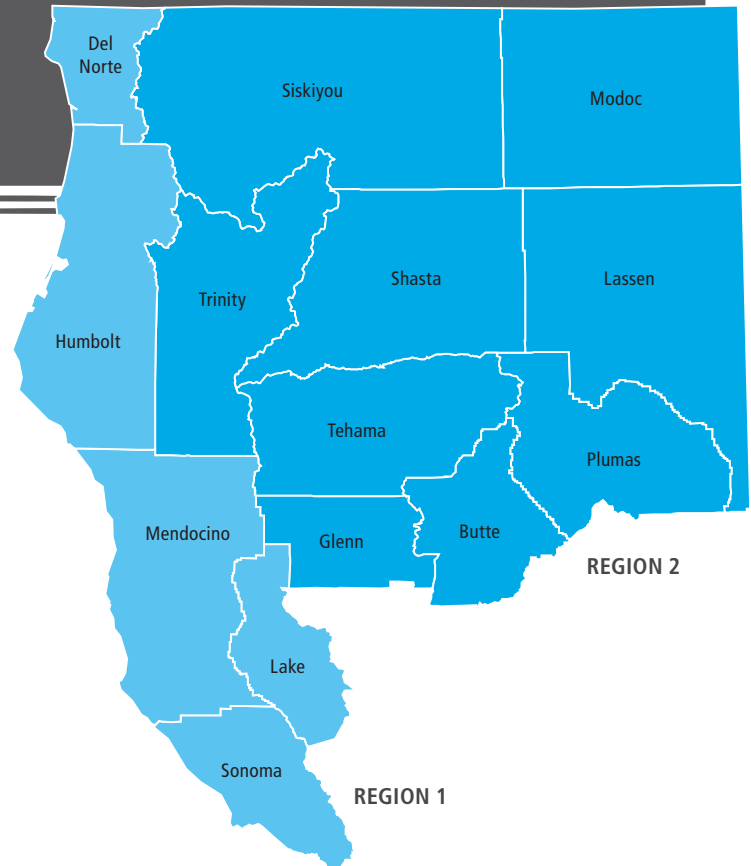 Del
Norte
Siskiyou
Modoc
Humbolt
Trinity
Shasta
Lassen
Tehama
Plumas
Mendocino
Glenn
Butte
REGION 2
Lake
Sonoma
REGION 1